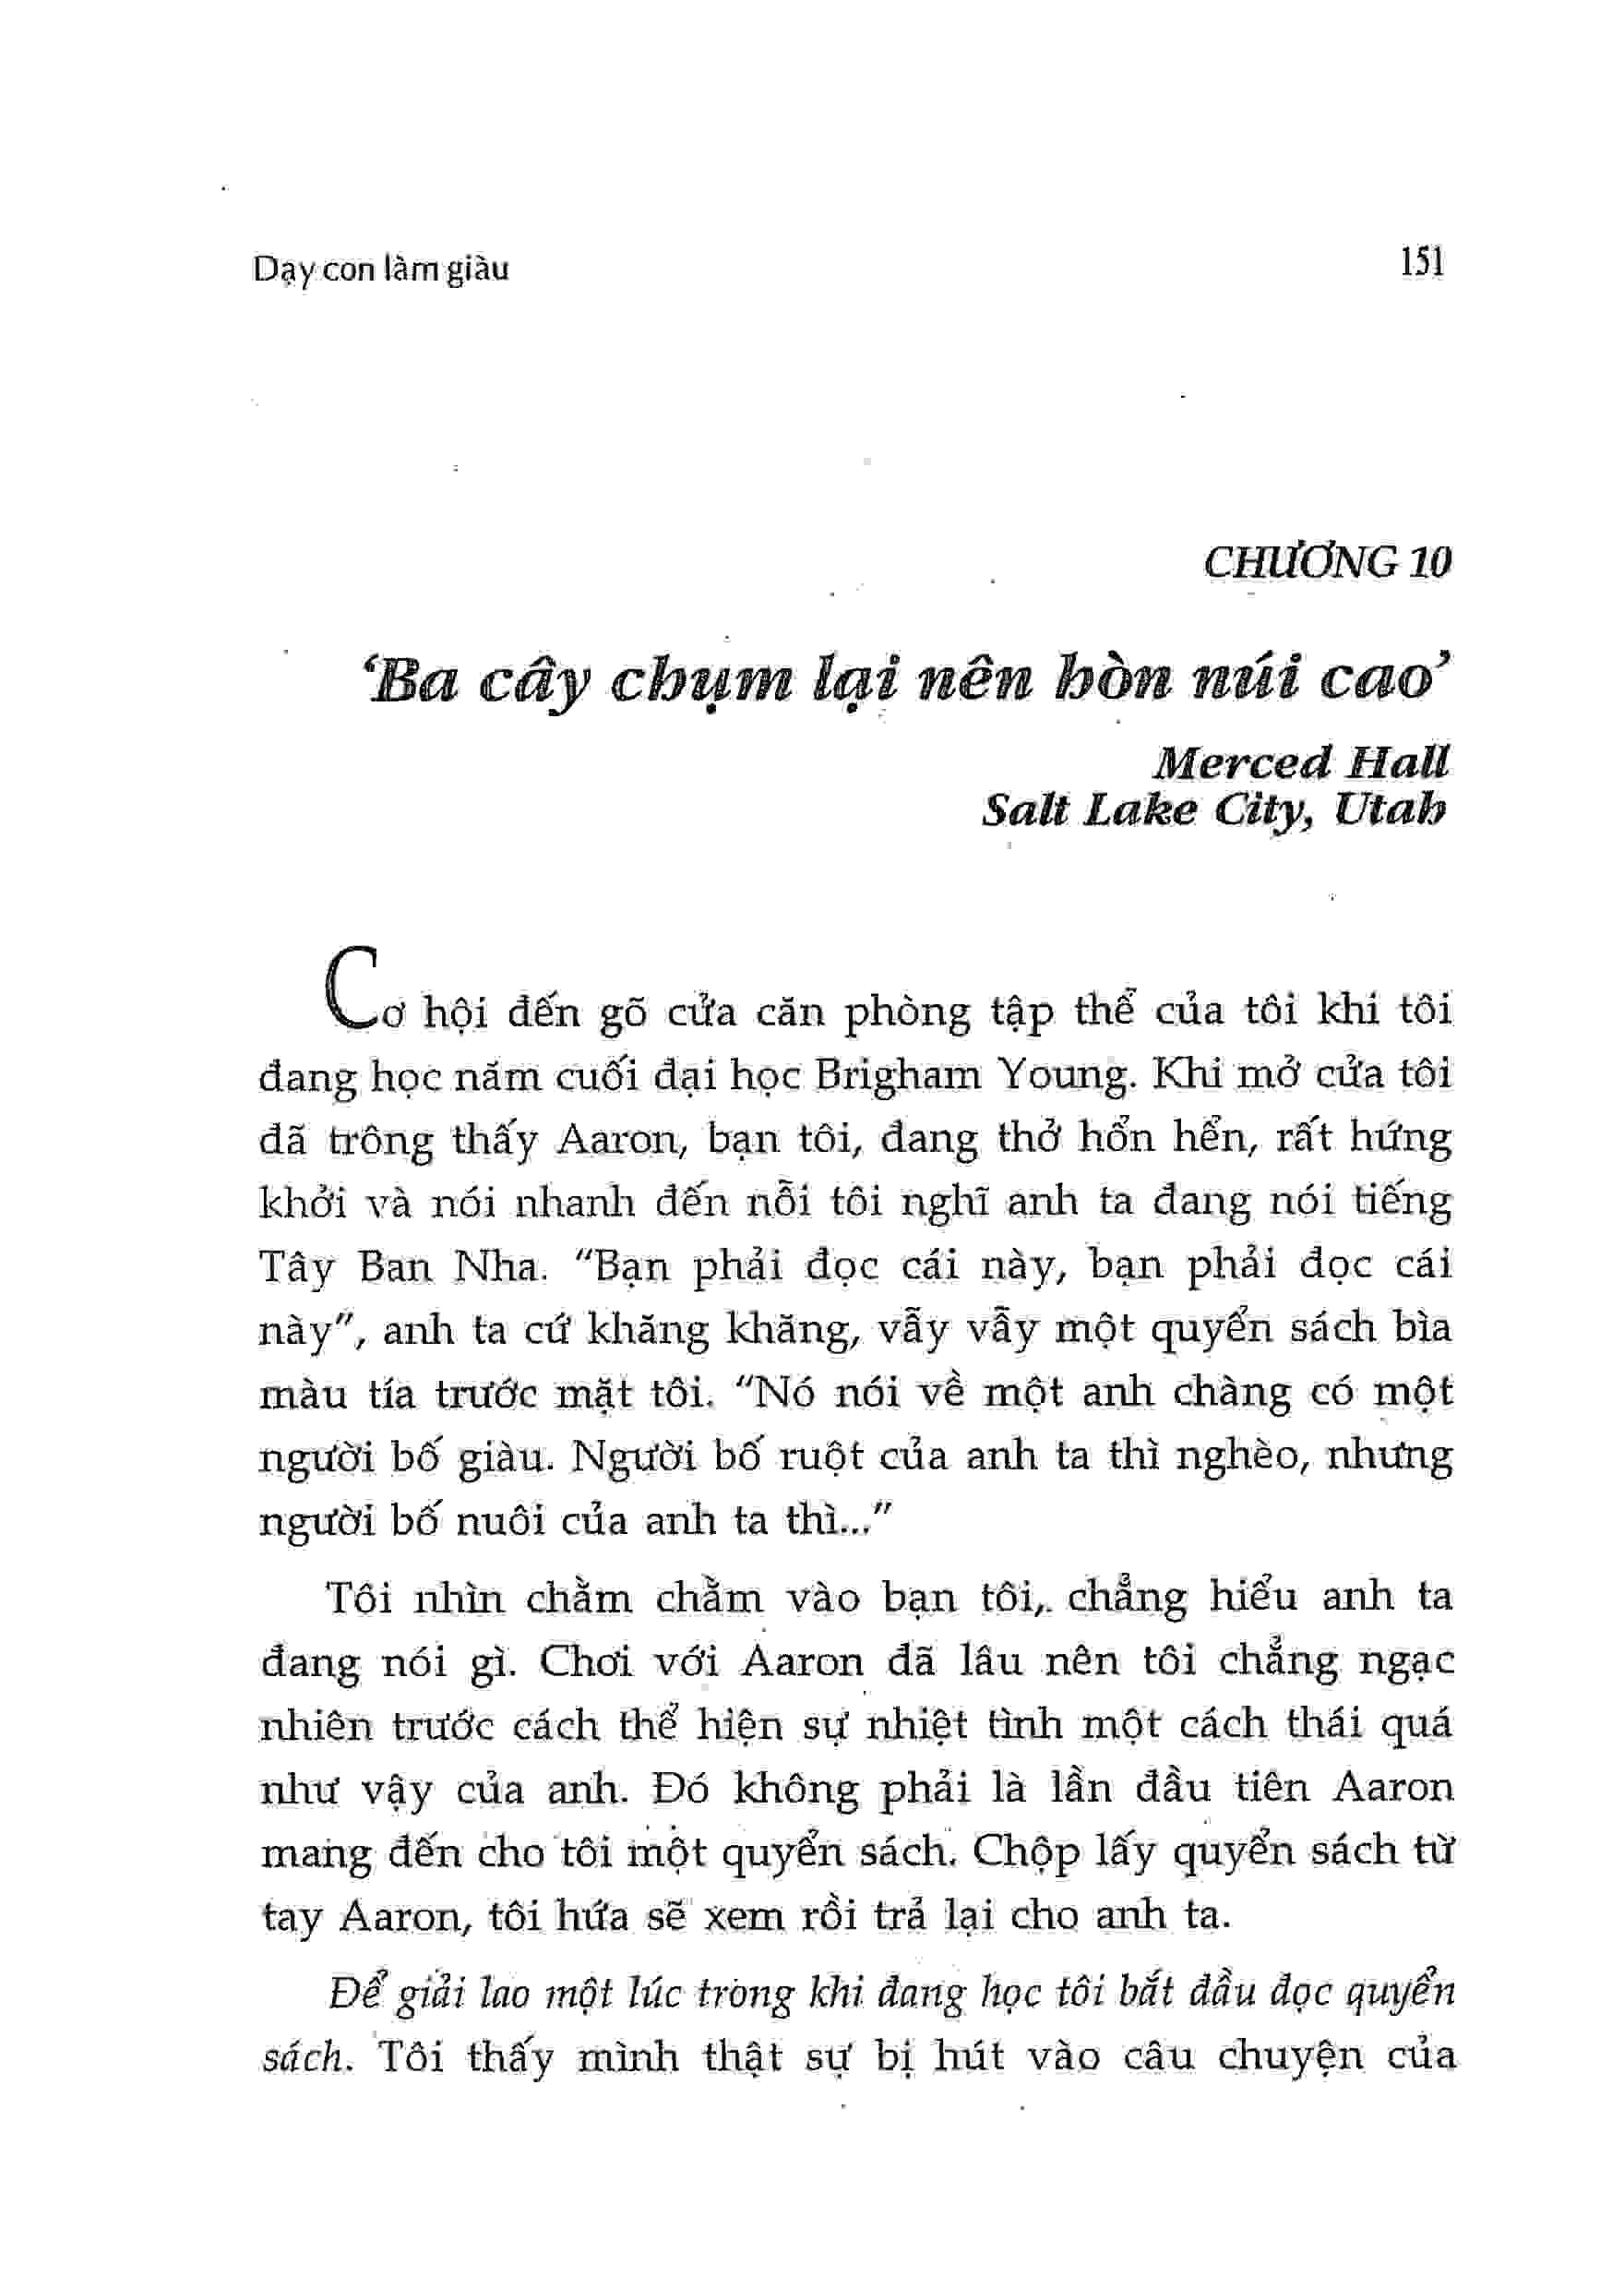 Dạy con làm giàu
151
CHƯƠNG 10
‘Ba cây chụm lại nên hòn núi cao’
Merced Hall
Salt Lake City, Utah
Cơ hội đến gõ cửa căn phòng tập thể của tôi khi tôi
đang học năm cuối đại học Brigham Young. Khi mở cửa tôi
đã trông thấy Aaron, bạn tôi, đang thở hổn hển, rất hứng
khởi và nói nhanh đến nỗi tôi nghĩ anh ta đang nói tiếng
Tây Ban Nha. “Bạn phải đọc cái này, bạn phải đọc cái
này”, anh ta cứ khăng khăng, vẫy vẫy một quyển sách bìa
màu tía trước mặt tôi. “Nó nói về một anh chàng có một
người bố giàu. Người bố ruột của anh ta thì nghèo, nhưng
người bố nuôi của anh ta thì...”
Tôi nhìn chằm chằm vào bạn tôi, chẳng hiểu anh ta
đang nói gì. Chơi với Aaron đã lâu nên tôi chẳng ngạc
nhiên trước cách thể hiện sự nhiệt tình một cách thái quá
như vậy của anh. Đó không phải là lần đầu tiên Aaron
mang đến cho tôi một quyển sách. Chộp lấy quyển sách từ
tay Aaron, tôi hứa sẽ xem rồi trả lại cho anh ta.
Để giải lao một lúc trong khi đang học tôi bắt đầu đọc quyển
sách. Tôi thấy mình thật sự bị hút vào câu chuyện của